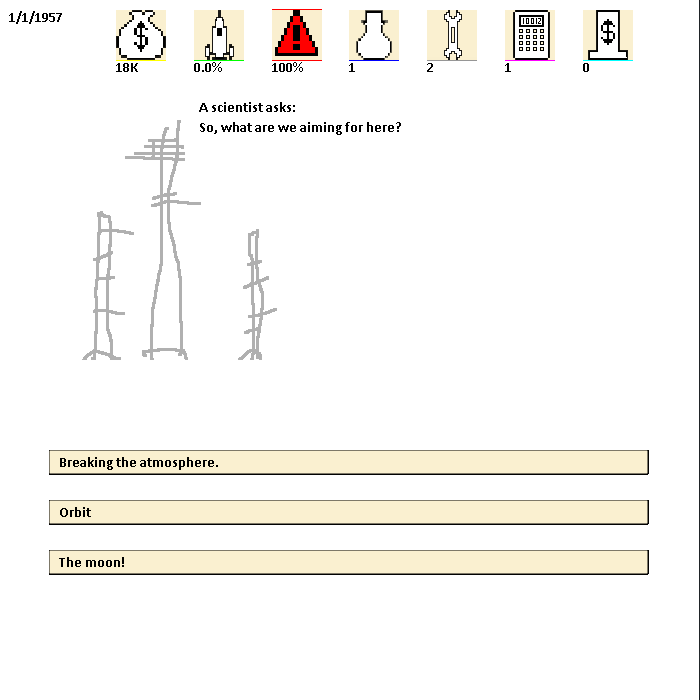 1/1/1957
18K
0.0%
100%
1
2
1
0
A scientist asks:
So, what are we aiming for here?
Breaking the atmosphere.
Orbit
The moon!